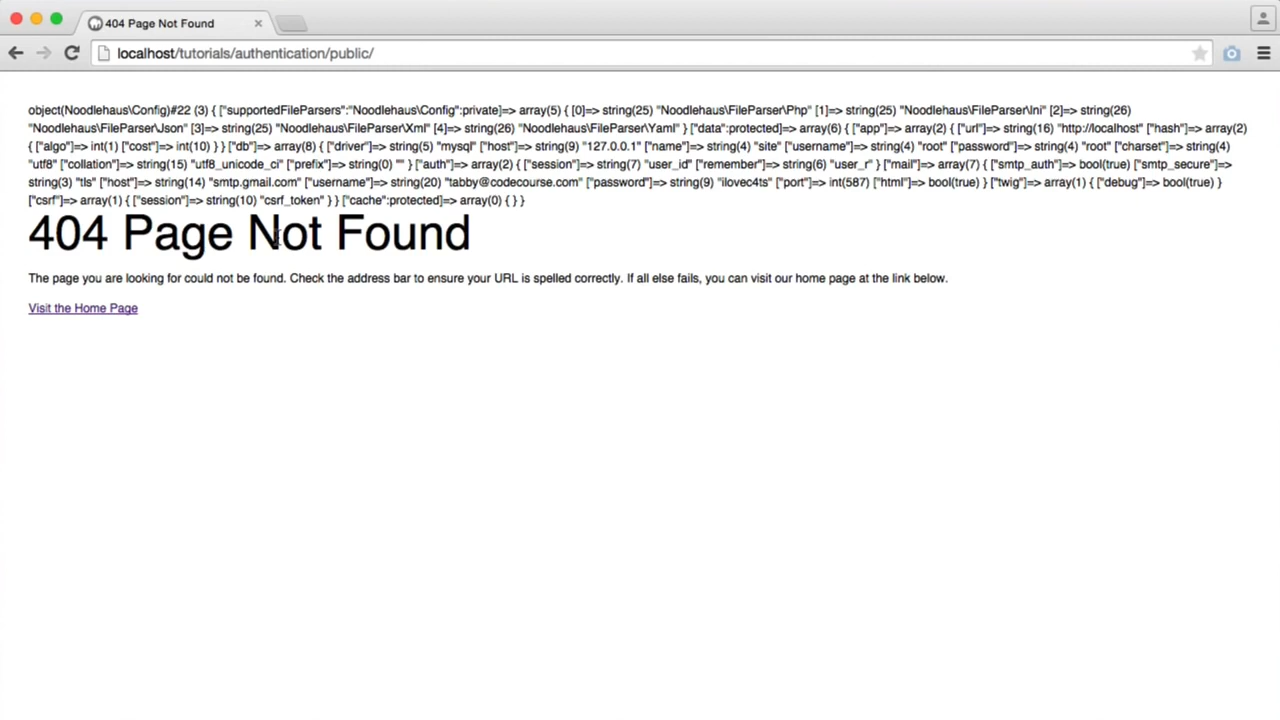 404 Page Not Found
localhost/tutorials/authentication/public/
object(Noodlehaus\Config)#22 (3) { ["supportedFileParsers":"Noodlehaus\Config":private]=> array(5) { [0]=> string(25) "Noodlehaus\FileParser\Php" [1]=> string(25) "Noodlehaus\FileParser\Ini" [2]=> string(26)
"Noodlehaus\FileParser\Json" [3]=> string(25) "Noodlehaus\FileParser\Xml" [4]=> string(26) "Noodlehaus\FileParser\Yaml" } ["data":protected]=> array(6) { ["app"]=> array(2) { ["url"]=> string(16) "http://localhost" ["hash"]=> array(2)
{ ["algo"]=> int(1) ["cost"]=> int(10) } } ["db"]=> array(8) { ["driver"]=> string(5) "mysql" ["host"]=> string(9) "127.0.0.1" ["name"]=> string(4) "site" ["username"]=> string(4) "root" ["password"]=> string(4) "root" ["charset"]=> string(4)
"utf8" ["collation"]=> string(15) "utf8_unicode_ci" ["prefix"]=> string(0) "" } ["auth"]=> array(2) { ["session"]=> string(7) "user_id" ["remember"]=> string(6) "user_r" } ["mail"]=> array(7) { ["smtp_auth"]=> bool(true) ["smtp_secure"]=>
string(3) "tls" ["host"]=> string(14) "smtp.gmail.com" ["username"]=> string(20) "tabby@codecourse.com" ["password"]=> string(9) "ilovec4ts" ["port"]=> int(587) ["html"]=> bool(true) } ["twig"]=> array(1) { ["debug"]=> bool(true) }
["csrf"]=> array(1) { ["session"]=> string(10) "csrf_token" } } ["cache":protected]=> array(0) { } }
404 Page Not Found
The page you are looking for could not be found. Check the address bar to ensure your URL is spelled correctly. If all else fails, you can visit our home page at the link below.
Visit the Home Page